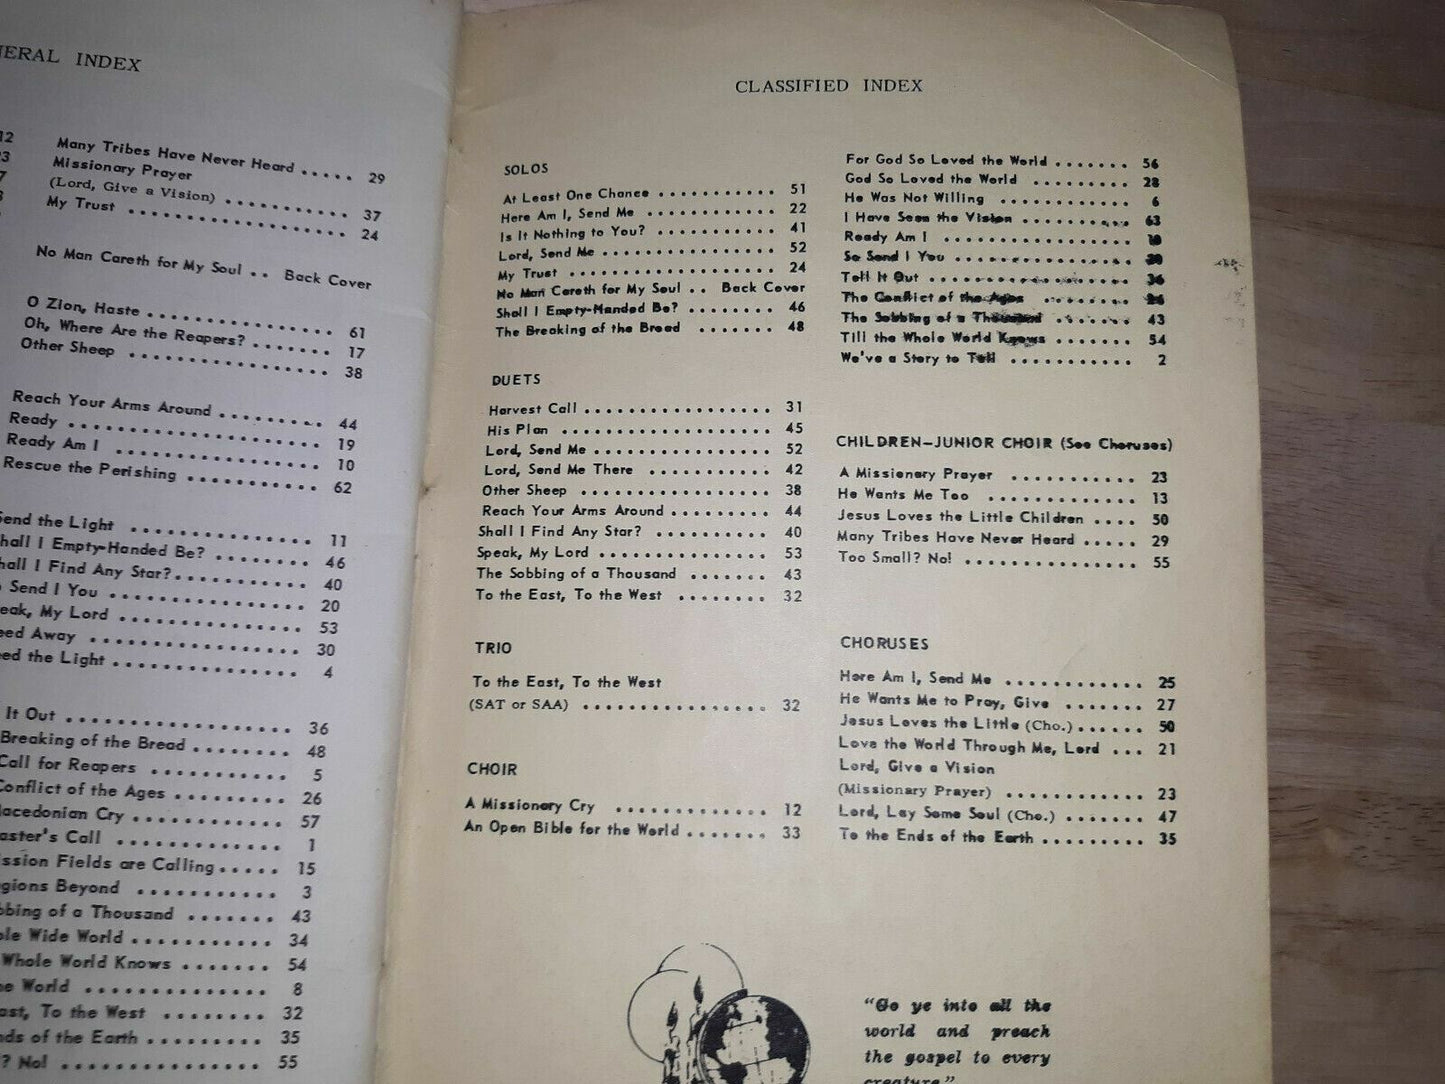 INDEX
12
Many Tribes Have Never Heard ..... 29
23
Missionary Prayer
7
(Lord, Give a Vision) ........... 37
My Trust .................. 24
No Man Careth for My Soul .. Back Cover
O Zion, Haste ................ 61
Oh, Where Are the Reapers? ....... 17
Other Sheep ................ 38
Reach Your Arms Around ........ 44
Ready .................... 19
Ready Am I ................ 10
Rescue the Perishing ........... 62
the Light ............. 11
I Empty-Handed Be? ....... 46
I Find Any Star? .......... 40
Send I You ................ 20
My Lord ............... 53
Away ................. 30
the Light ............... 4
It Out ................... 36
Breaking of the Bread ........ 48
Call for Reapers ............ 5
Conflict of the Ages ......... 26
Macedonian Cry ............ 57
Call ............. 1
Fields are Calling ..... 15
Beyond ........... 3
of a Thousand ....... 43
Wide World ........... 34
Whole World Knows ....... 54
World .............. 8
To the West ........ 32
of the Earth ......... 35
? No! ................ 55
CLASSIFIED INDEX
SOLOS
At Least One Chance ........... 51
Here Am I, Send Me ............ 22
Is It Nothing to You? ........... 41
Lord, Send Me ................ 52
My Trust ................... 24
No Man Careth for My Soul .. Back Cover
Shall I Empty-Handed Be? ........ 46
The Breaking of the Bread ....... 48
DUETS
Harvest Call ................. 31
His Plan .................... 45
Lord, Send Me ................ 52
Lord, Send Me There ........... 42
Other Sheep ................. 38
Reach Your Arms Around ......... 44
Shall I Find Any Star? .......... 40
Speak, My Lord ............... 53
The Sobbing of a Thousand ....... 43
To the East, To the West ........ 32
TRIO
To the East, To the West
(SAT or SAA) ................ 32
CHOIR
A Missionary Cry ............. 12
An Open Bible for the World ....... 33
For God So Loved the World ....... 56
God So Loved the World ......... 28
He Was Not Willing ............ 6
I Have Seen the Vision .......... 63
Ready Am I ................. 10
So Send I You ................ 20
Tell It Out .................. 36
The Conflict of the Ages ........ 26
The Sobbing of a Thousand ....... 43
Till the Whole World Knows ....... 54
We've a Story to Tell ........... 2
CHILDREN–JUNIOR CHOIR (See Choruses)
A Missionary Prayer ........... 23
He Wants Me Too ............. 13
Jesus Loves the Little Children .... 50
Many Tribes Have Never Heard ..... 29
Too Small? No! ............... 55
CHORUSES
Here Am I, Send Me ............ 25
He Wants Me to Pray, Give ....... 27
Jesus Loves the Little (Cho.) ...... 50
Love the World Through Me, Lord ... 21
Lord, Give a Vision
(Missionary Prayer) ............ 23
Lord, Lay Some Soul (Cho.) ....... 47
To the Ends of the Earth ......... 35
"Go ye into all the
world and preach
the gospel to every
creature"